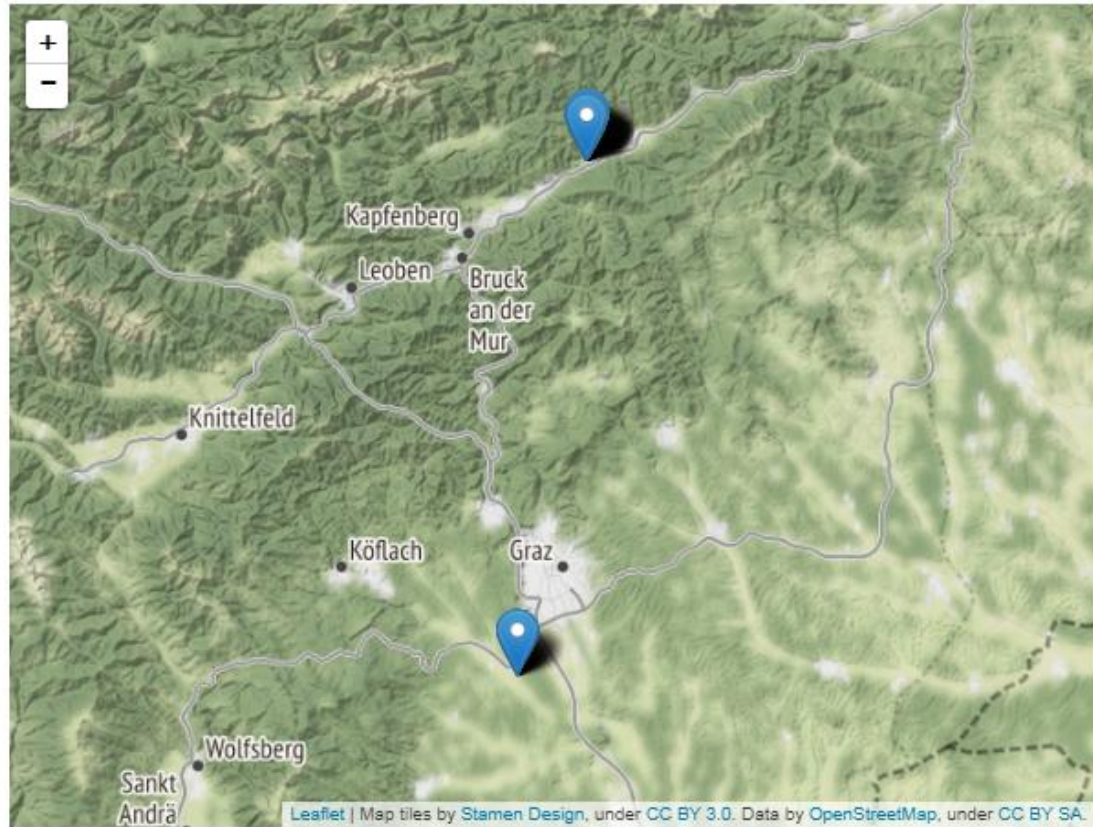 +
−
Kapfenberg
Leoben
Bruck
an der
Mur
Knittelfeld
Köflach
Graz
Wolfsberg
Sankt
Andrä
Leaflet | Map tiles by Stamen Design, under CC BY 3.0. Data by OpenStreetMap, under CC BY SA.